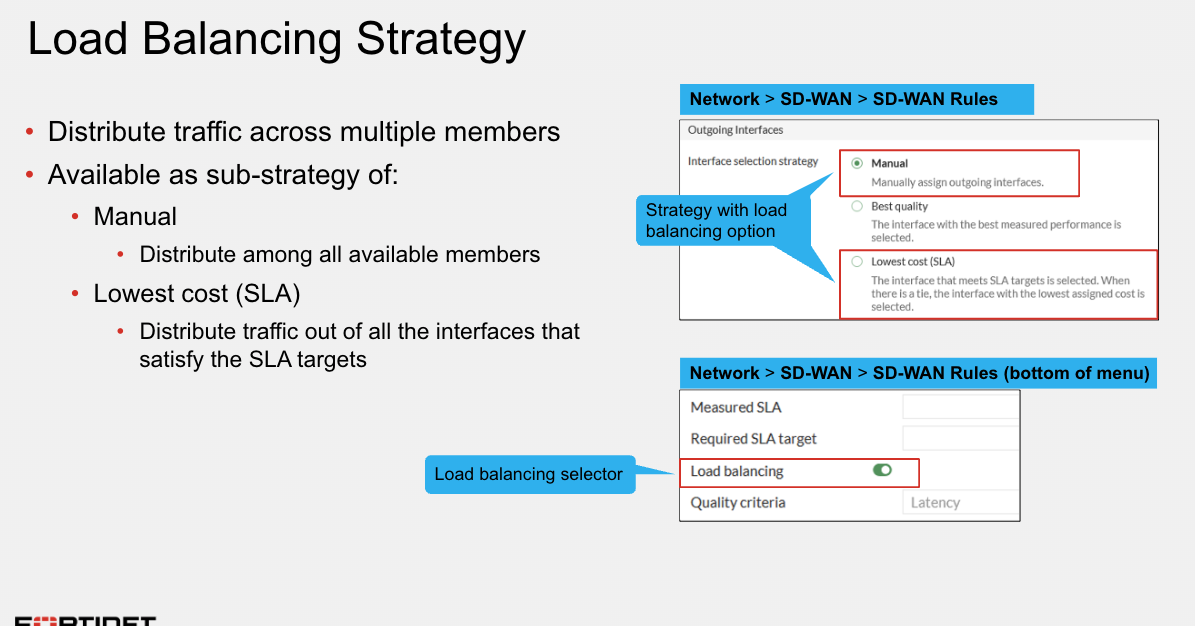 Load Balancing Strategy
• Distribute traffic across multiple members
• Available as sub-strategy of:
• Manual
• Distribute among all available members
• Lowest cost (SLA)
• Distribute traffic out of all the interfaces that
satisfy the SLA targets
Network > SD-WAN > SD-WAN Rules
Outgoing Interfaces
Interface selection strategy
Manual
Manually assign outgoing interfaces.
Best quality
The interface with the best measured performance is
selected.
Lowest cost (SLA)
The interface that meets SLA targets is selected. When
there is a tie, the interface with the lowest assigned cost is
selected.
Strategy with load
balancing option
Network > SD-WAN > SD-WAN Rules (bottom of menu)
Measured SLA
Required SLA target
Load balancing
Quality criteria
Latency
Load balancing selector
FORTINET